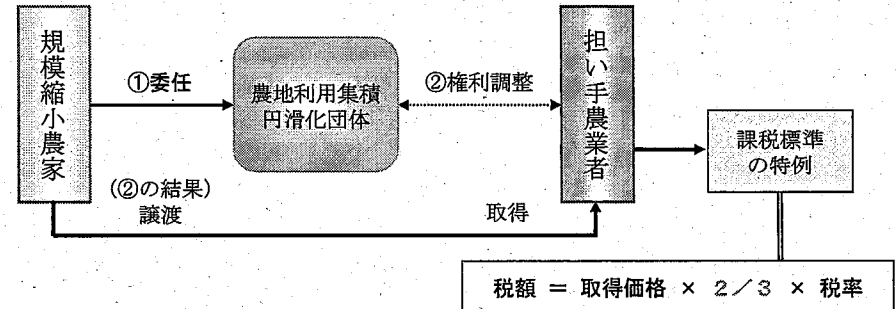 規模縮小農家
①委任
農地利用集積
円滑化団体
②権利調整
担い手農業者
課税標準
の特例
(②の結果)
譲渡
取得
税額 ＝ 取得価格 × 2／3 × 税率